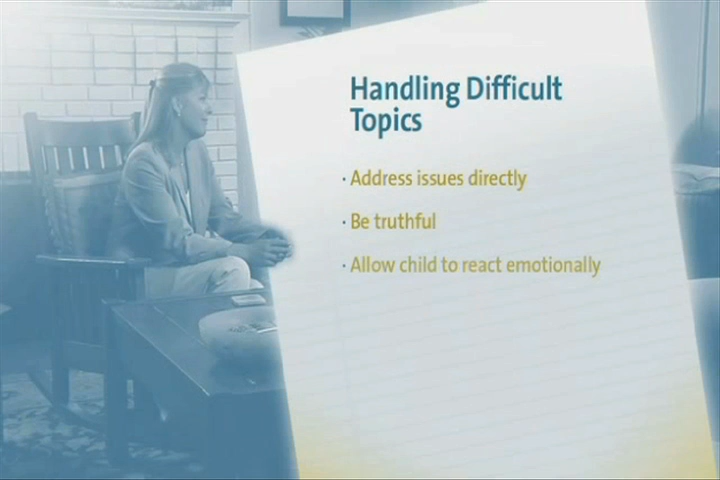 Handling Difficult
Topics
· Address issues directly
· Be truthful
· Allow child to react emotionally